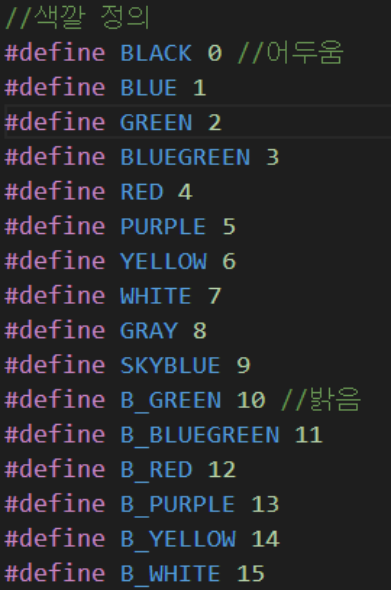 //색깔 정의
#define BLACK 0 //어두움
#define BLUE 1
#define GREEN 2
#define BLUEGREEN 3
#define RED 4
#define PURPLE 5
#define YELLOW 6
#define WHITE 7
#define GRAY 8
#define SKYBLUE 9
#define B_GREEN 10 //밝음
#define B_BLUEGREEN 11
#define B_RED 12
#define B_PURPLE 13
#define B_YELLOW 14
#define B_WHITE 15